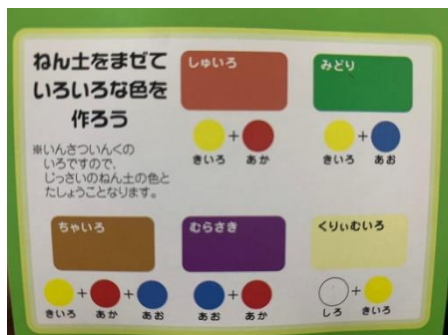 ねん土をまぜて
いろいろな色を
作ろう
※いんさついんくの
いろですので、
じっさいのねん土の色と
たしょうことなります。
しゅいろ
きいろ + あか
みどり
きいろ + あお
ちゃいろ
きいろ + あか + あお
むらさき
あお + あか
くりぃむいろ
しろ + きいろ